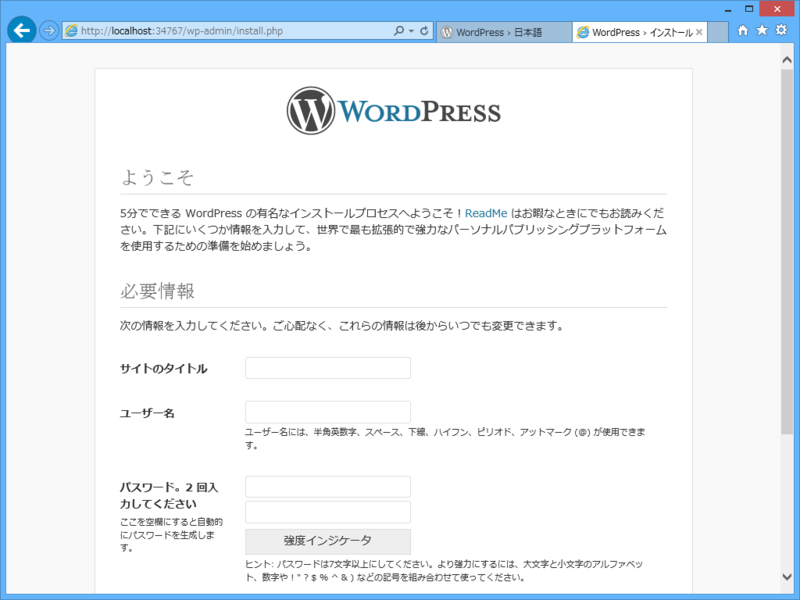 http://localhost:34767/wp-admin/install.php
WordPress › 日本語
WordPress › インストール
WORDPRESS
ようこそ
5分でできる WordPress の有名なインストールプロセスへようこそ！ReadMe はお暇なときにでもお読みくだ
さい。下記にいくつか情報を入力して、世界で最も拡張的で強力なパーソナルパブリッシングプラットフォーム
を使用するための準備を始めましょう。
必要情報
次の情報を入力してください。ご心配なく、これらの情報は後からいつでも変更できます。
サイトのタイトル
ユーザー名
ユーザー名には、半角英数字、スペース、下線、ハイフン、ピリオド、アットマーク (@) が使用できま
す。
パスワード。2 回入
力してください
ここを空欄にすると自動的
にパスワードを生成しま
す。
強度インジケータ
ヒント: パスワードは7文字以上にしてください。より強力にするには、大文字と小文字のアルファベッ
ト、数字や ! " ? $ % ^ & ) などの記号を組み合わせて使ってください。